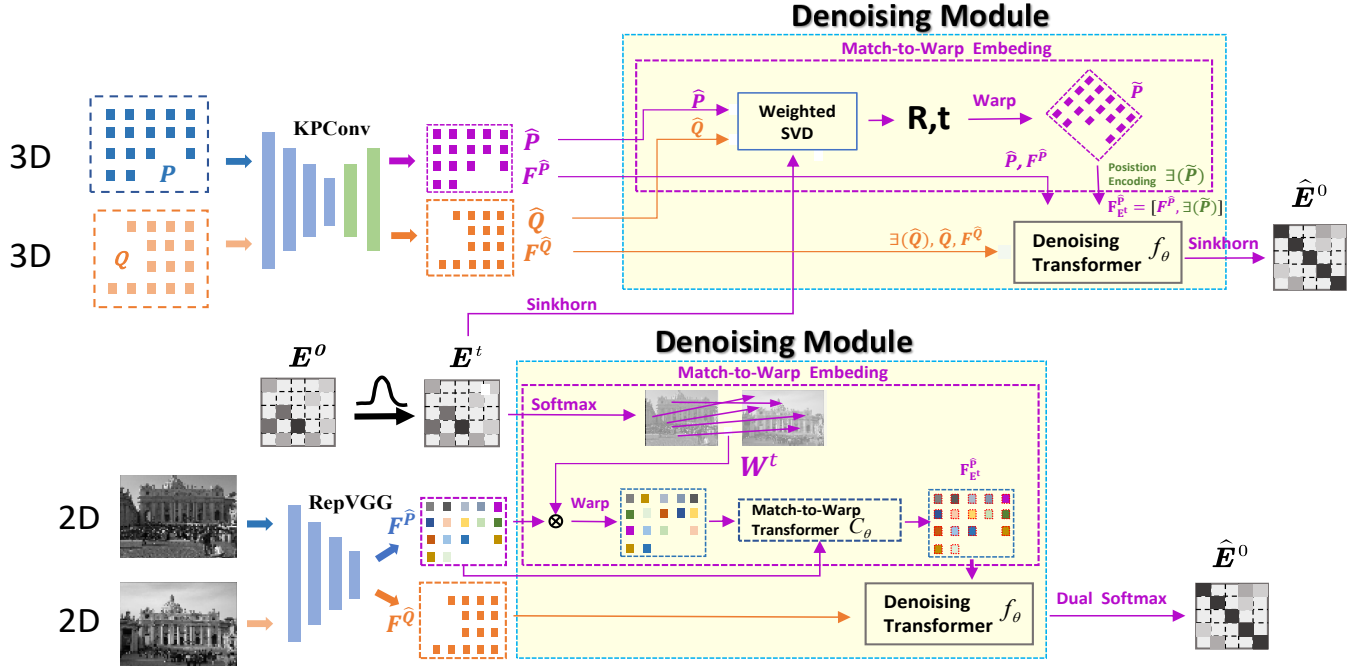 Denoising Module
Match-to-Warp Embeding
3D
P
KPConv
P̂
F^P̂
P̂
Q̂
Weighted
SVD
R,t
Warp
P̃
P̂, F^P̂
Posistion
Encoding
∃(P̃)
F_{E^t}^P̂ = [F^P̂, ∃(P̃)]
3D
Q
Q̂
F^Q̂
∃(Q̂), Q̂, F^Q̂
Denoising
Transformer f_θ
Sinkhorn
Ê^0
Sinkhorn
Denoising Module
Match-to-Warp Embeding
E^0
E^t
Softmax
W^t
2D
RepVGG
F^P̂
⊗
Warp
Match-to-Warp
Transformer C_θ
F_{E^t}^P̂
2D
F^Q̂
Denoising
Transformer f_θ
Dual Softmax
Ê^0